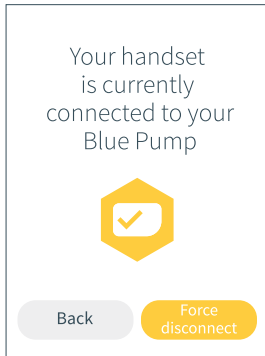 Your handset
is currently
connected to your
Blue Pump
Back
Force
disconnect